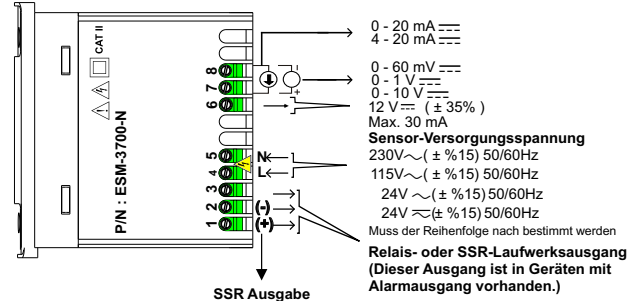 CAT II
P/N : ESM-3700-N
8
7
6
5
4
3
2
1
N
L
(-)
(+)
-
+
0 - 20 mA
4 - 20 mA
0 - 60 mV
0 - 1 V
0 - 10 V
12 V ( ± 35% )
Max. 30 mA
Sensor-Versorgungsspannung
230V ( ± %15) 50/60Hz
115V ( ± %15) 50/60Hz
24V ( ± %15) 50/60Hz
24V (± %15) 50/60Hz
Muss der Reihenfolge nach bestimmt werden
Relais- oder SSR-Laufwerksausgang
(Dieser Ausgang ist in Geräten mit
Alarmausgang vorhanden.)
SSR Ausgabe